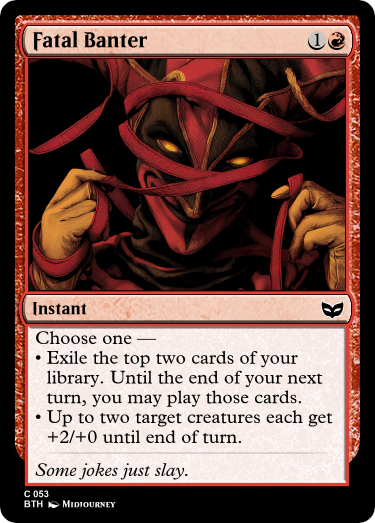 Fatal Banter 1
Instant
Choose one —
• Exile the top two cards of your
library. Until the end of your next
turn, you may play those cards.
• Up to two target creatures each get
+2/+0 until end of turn.
Some jokes just slay.
C 053
BTH MIDJOURNEY